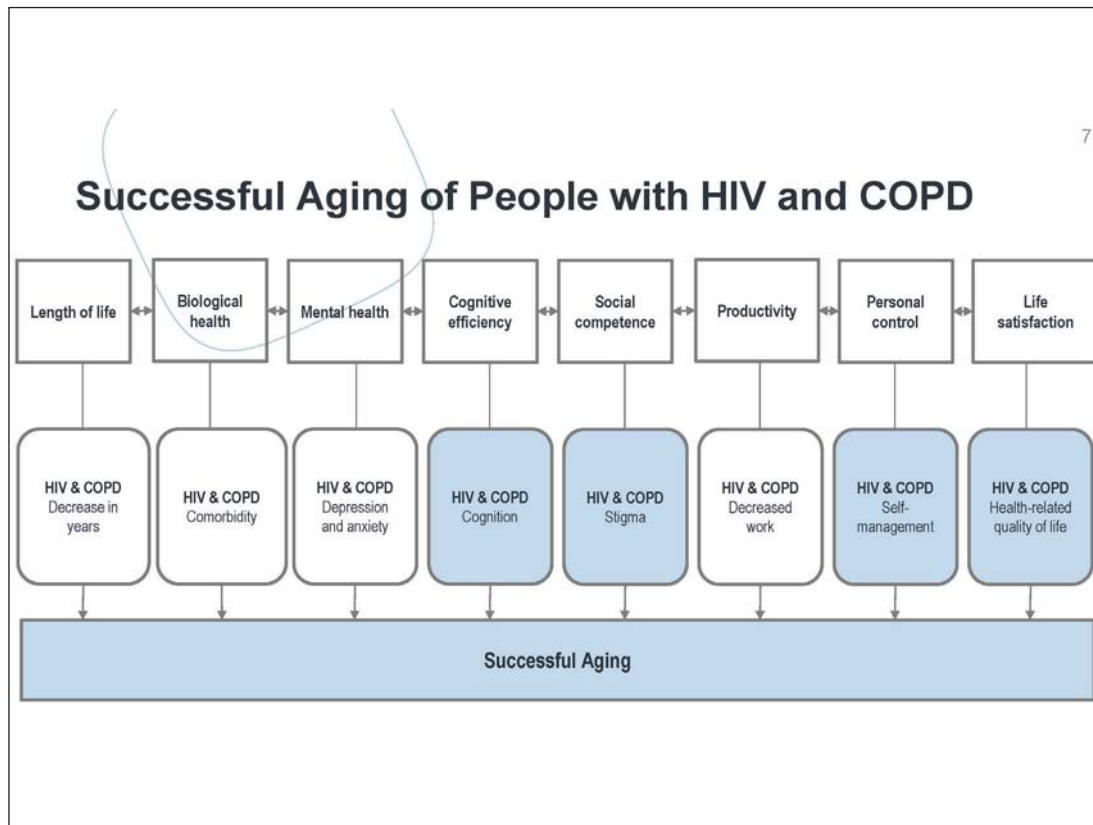 7
Successful Aging of People with HIV and COPD
Length of life
Biological
health
Mental health
Cognitive
efficiency
Social
competence
Productivity
Personal
control
Life
satisfaction
HIV & COPD
Decrease in
years
HIV & COPD
Comorbidity
HIV & COPD
Depression
and anxiety
HIV & COPD
Cognition
HIV & COPD
Stigma
HIV & COPD
Decreased
work
HIV & COPD
Self-
management
HIV & COPD
Health-related
quality of life
Successful Aging